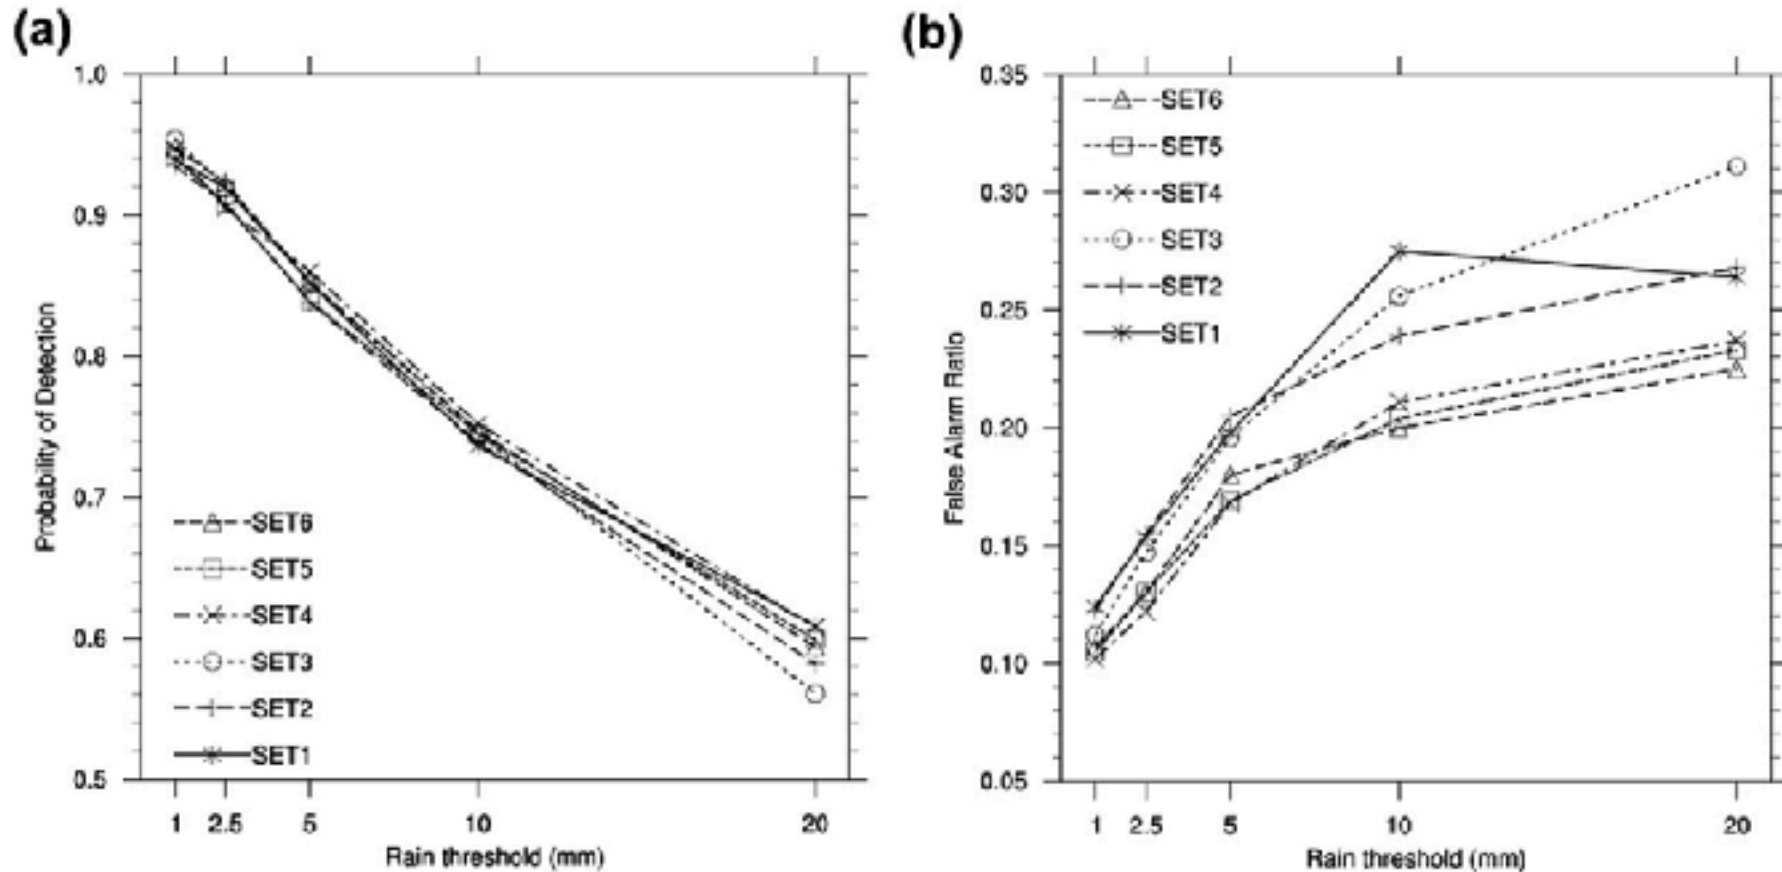 (a)
1.0
0.9
0.8
0.7
0.6
0.5
Probability of Detection
SET6
SET5
SET4
SET3
SET2
SET1
1 2.5 5 10 20
Rain threshold (mm)
(b)
0.35
0.30
0.25
0.20
0.15
0.10
0.05
False Alarm Ratio
SET6
SET5
SET4
SET3
SET2
SET1
1 2.5 5 10 20
Rain threshold (mm)